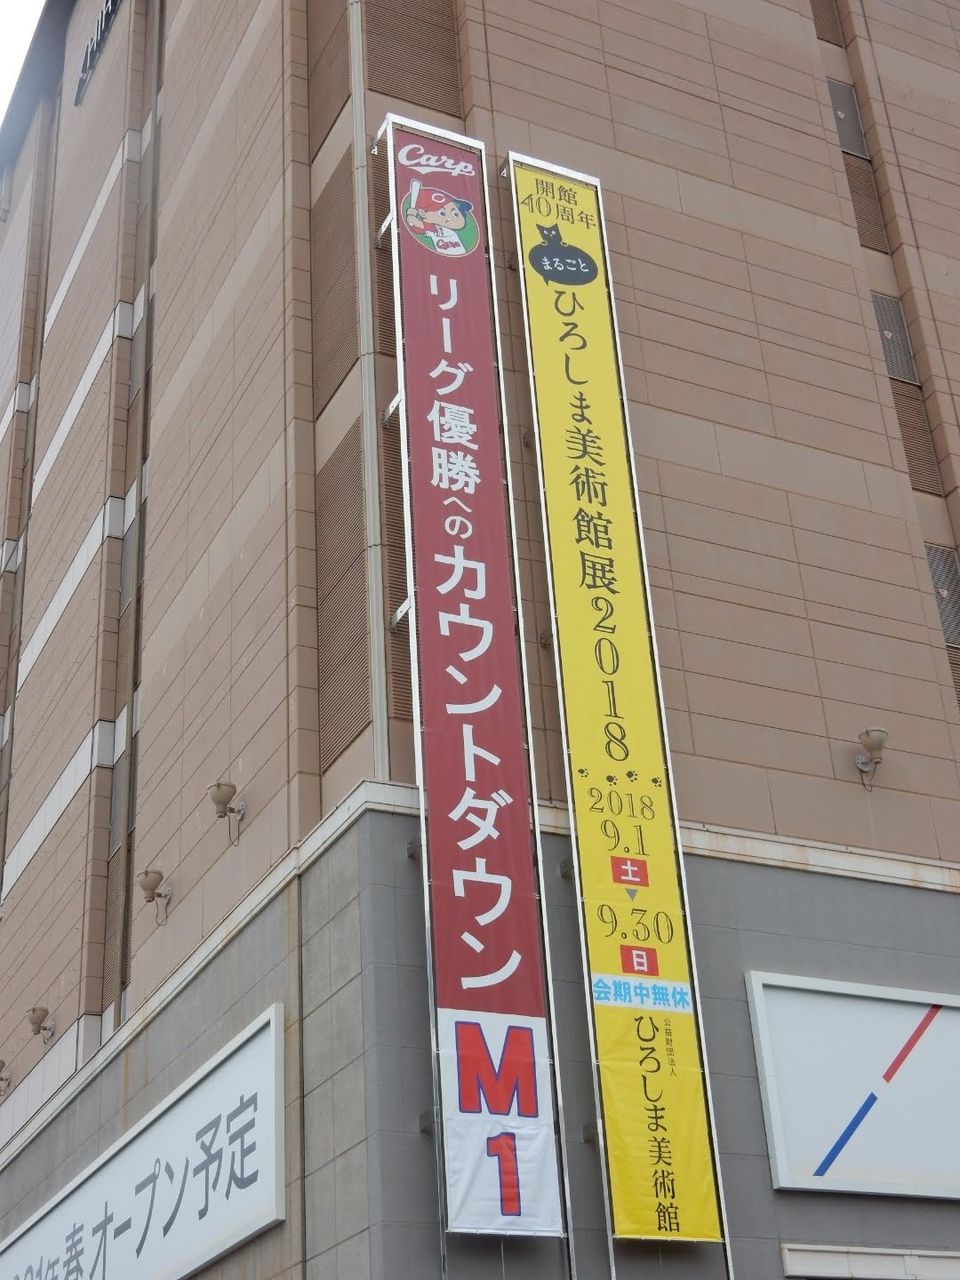 Carp
Carp
リーグ優勝へのカウントダウン
M
1
開館
40周年
まるごと
ひろしま美術館展2018
2018
9.1
土
9.30
日
会期中無休
公益財団法人
ひろしま美術館
年春オープン予定